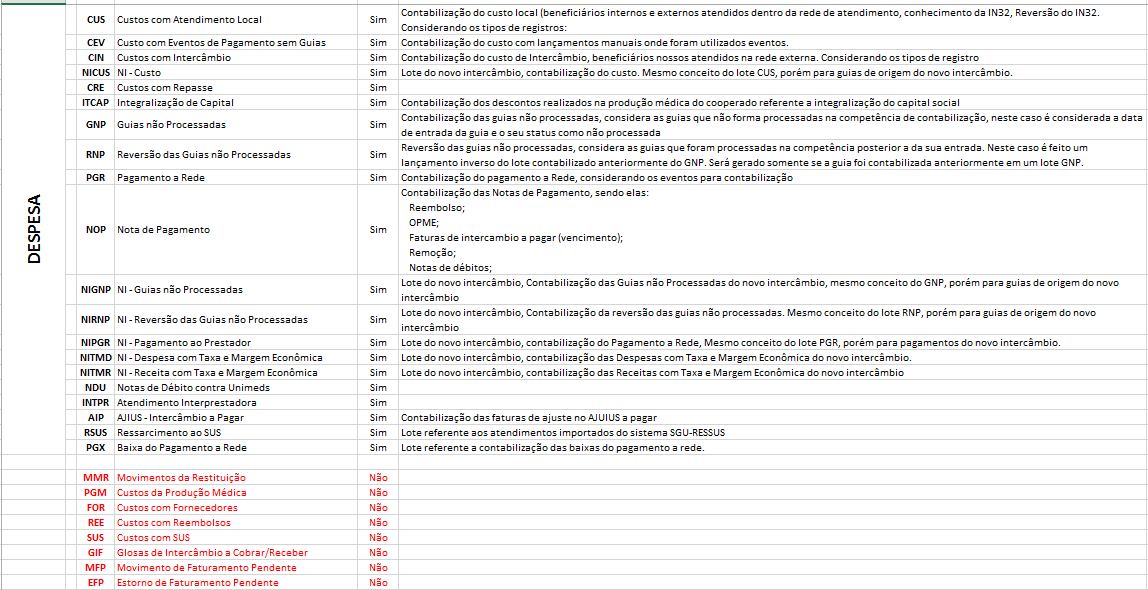 DESPESA
CUS Custos com Atendimento Local Sim Contabilização do custo local (beneficiários internos e externos atendidos dentro da rede de atendimento, conhecimento da IN32, Reversão do IN32.
Considerando os tipos de registros:
CEV Custo com Eventos de Pagamento sem Guias Sim Contabilização do custo com lançamentos manuais onde foram utilizados eventos.
CIN Custos com Intercâmbio Sim Contabilização do custo de Intercâmbio, beneficiários nossos atendidos na rede externa. Considerando os tipos de registro
NICUS NI - Custo Sim Lote do novo intercâmbio, contabilização do custo. Mesmo conceito do lote CUS, porém para guias de origem do novo intercâmbio.
CRE Custos com Repasse Sim
ITCAP Integralização de Capital Sim Contabilização dos descontos realizados na produção médica do cooperado referente a integralização do capital social
GNP Guias não Processadas Sim Contabilização das guias não processadas, considera as guias que não forma processadas na competência de contabilização, neste caso é considerada a data
de entrada da guia e o seu status como não processada
RNP Reversão das Guias não Processadas Sim Reversão das guias não processadas, considera as guias que foram processadas na competência posterior a da sua entrada. Neste caso é feito um
lançamento inverso do lote contabilizado anteriormente do GNP. Será gerado somente se a guia foi contabilizada anteriormente em um lote GNP.
PGR Pagamento a Rede Sim Contabilização do pagamento a Rede, considerando os eventos para contabilização
NOP Nota de Pagamento Sim Contabilização das Notas de Pagamento, sendo elas:
Reembolso;
OPME;
Faturas de intercambio a pagar (vencimento);
Remoção;
Notas de débitos;
NIGNP NI - Guias não Processadas Sim Lote do novo intercâmbio, Contabilização das Guias não Processadas do novo intercâmbio, mesmo conceito do GNP, porém para guias de origem do novo
intercâmbio
NIRNP NI - Reversão das Guias não Processadas Sim Lote do novo intercâmbio, Contabilização da reversão das guias não processadas. Mesmo conceito do lote RNP, porém para guias de origem do novo
intercâmbio
NIPGR NI - Pagamento ao Prestador Sim Lote do novo intercâmbio, contabilização do Pagamento a Rede, Mesmo conceito do lote PGR, porém para pagamentos do novo intercâmbio.
NITMD NI - Despesa com Taxa e Margem Econômica Sim Lote do novo intercâmbio, contabilização das Despesas com Taxa e Margem Econômica do novo intercâmbio.
NITMR NI - Receita com Taxa e Margem Econômica Sim Lote do novo intercâmbio, contabilização das Receitas com Taxa e Margem Econômica do novo intercâmbio
NDU Notas de Débito contra Unimeds Sim
INTPR Atendimento Interprestadora Sim
AIP AJIUS - Intercâmbio a Pagar Sim Contabilização das faturas de ajuste no AJUIUS a pagar
RSUS Ressarcimento ao SUS Sim Lote referente aos atendimentos importados do sistema SGU-RESSUS
PGX Baixa do Pagamento a Rede Sim Lote referente a contabilização das baixas do pagamento a rede.
MMR Movimentos da Restituição Não
PGM Custos da Produção Médica Não
FOR Custos com Fornecedores Não
REE Custos com Reembolsos Não
SUS Custos com SUS Não
GIF Glosas de Intercâmbio a Cobrar/Receber Não
MFP Movimento de Faturamento Pendente Não
EFP Estorno de Faturamento Pendente Não